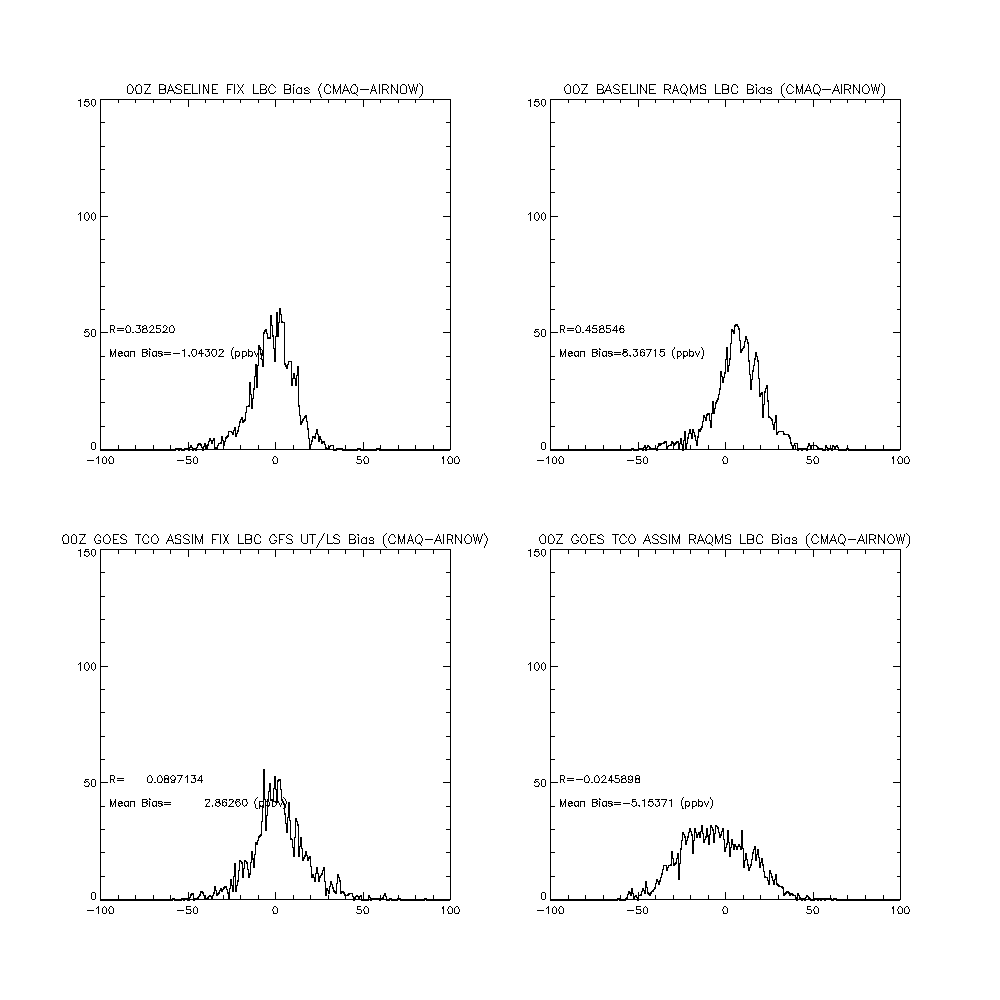 00Z BASELINE FIX LBC Bias (CMAQ-AIRNOW)
150
100
50
0
R=0.382520
Mean Bias=-1.04302 (ppbv)
-100 -50 0 50 100
00Z BASELINE RAQMS LBC Bias (CMAQ-AIRNOW)
150
100
50
0
R=0.458546
Mean Bias=8.36715 (ppbv)
-100 -50 0 50 100
00Z GOES TCO ASSIM FIX LBC GFS UT/LS Bias (CMAQ-AIRNOW)
150
100
50
0
R= 0.0897134
Mean Bias= 2.86260 (ppbv)
-100 -50 0 50 100
00Z GOES TCO ASSIM RAQMS LBC Bias (CMAQ-AIRNOW)
150
100
50
0
R=-0.0245898
Mean Bias=-5.15371 (ppbv)
-100 -50 0 50 100